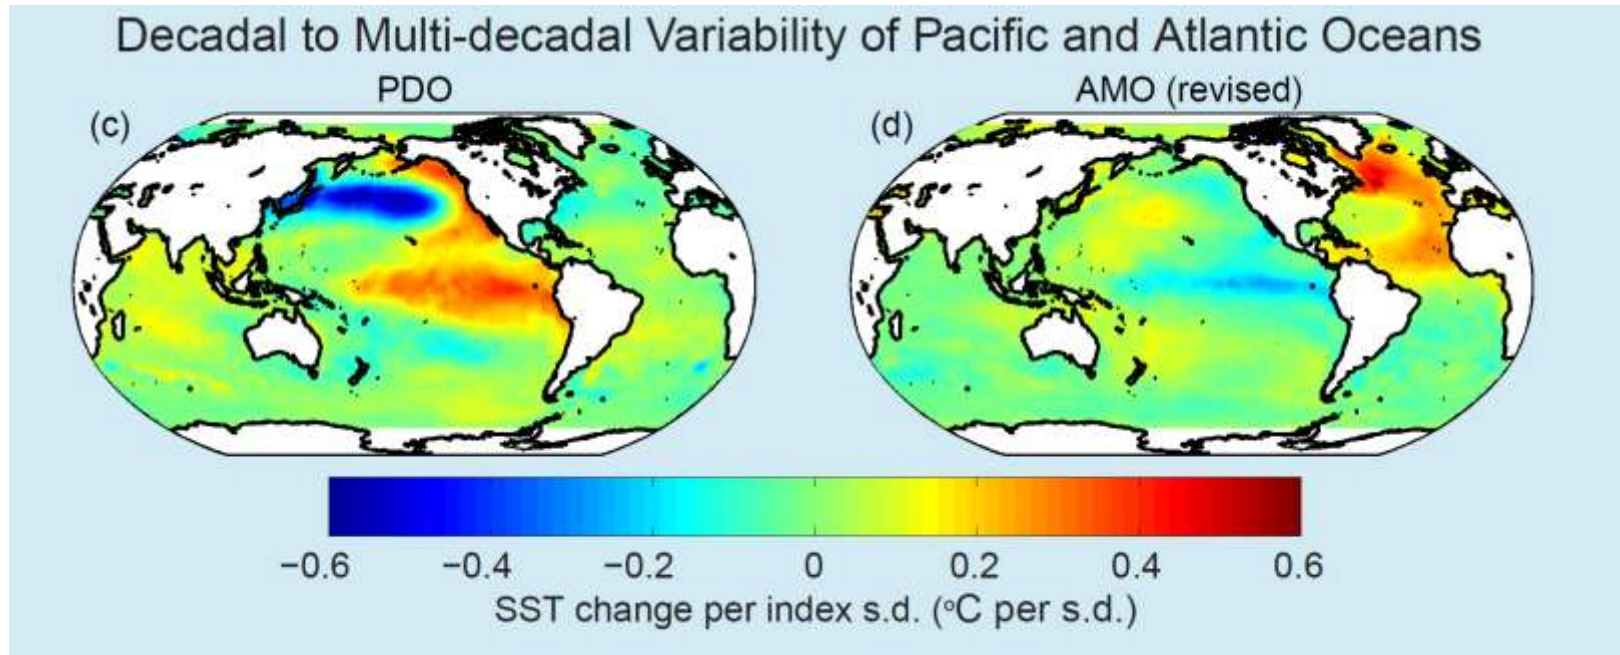 Decadal to Multi-decadal Variability of Pacific and Atlantic Oceans
PDO
AMO (revised)
(c)
(d)
−0.6 −0.4 −0.2 0 0.2 0.4 0.6
SST change per index s.d. (°C per s.d.)